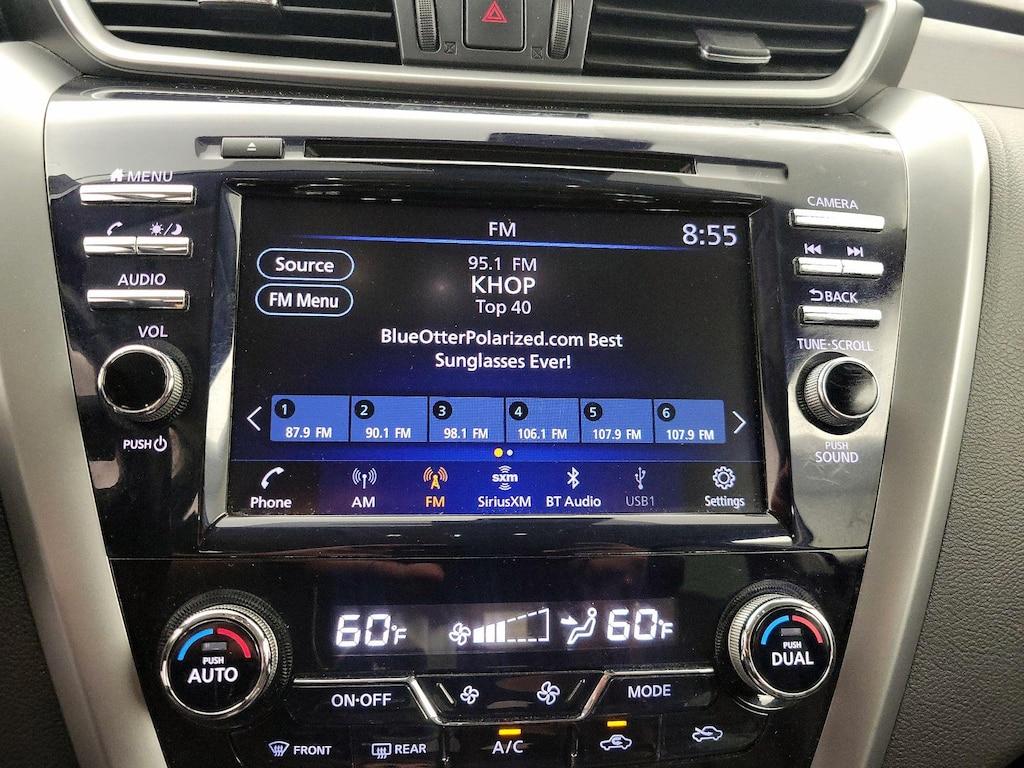 MENU
CAMERA
AUDIO
VOL
PUSH
BACK
TUNE·SCROLL
PUSH
SOUND
FM
8:55
Source
95.1 FM
KHOP
FM Menu
Top 40
BlueOtterPolarized.com Best
Sunglasses Ever!
1 2 3 4 5 6
87.9 FM 90.1 FM 98.1 FM 106.1 FM 107.9 FM 107.9 FM
sxm
Phone AM FM SiriusXM BT Audio USB1 Settings
60°F 60°F
PUSH
AUTO
PUSH
DUAL
ON·OFF
MODE
FRONT
REAR
A/C